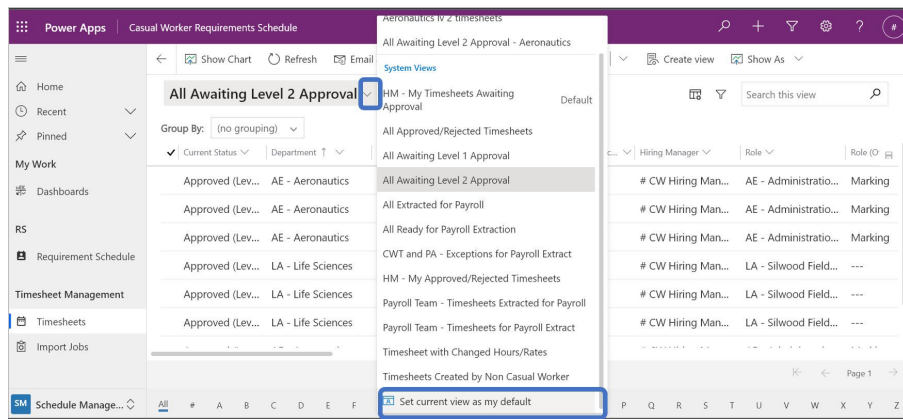 Power Apps Casual Worker Requirements Schedule
Show Chart Refresh Email
Create view Show As
Home
Recent
Pinned
My Work
Dashboards
RS
Requirement Schedule
Timesheet Management
Timesheets
Import Jobs
SM Schedule Manage...
All Awaiting Level 2 Approval
Group By: (no grouping)
Current Status Department
Approved (Lev... AE - Aeronautics
Approved (Lev... AE - Aeronautics
Approved (Lev... AE - Aeronautics
Approved (Lev... LA - Life Sciences
Approved (Lev... LA - Life Sciences
Approved (Lev... LA - Life Sciences
Aeronautics lv 2 timesheets
All Awaiting Level 2 Approval - Aeronautics
System Views
HM - My Timesheets Awaiting
Approval
Default
All Approved/Rejected Timesheets
All Awaiting Level 1 Approval
All Awaiting Level 2 Approval
All Extracted for Payroll
All Ready for Payroll Extraction
CWT and PA - Exceptions for Payroll Extract
HM - My Approved/Rejected Timesheets
Payroll Team - Timesheets Extracted for Payroll
Payroll Team - Timesheets for Payroll Extract
Timesheet with Changed Hours/Rates
Timesheets Created by Non Casual Worker
Set current view as my default
Search this view
c... Hiring Manager Role Role (O
# CW Hiring Man... AE - Administratio... Marking
# CW Hiring Man... AE - Administratio... Marking
# CW Hiring Man... AE - Administratio... Marking
# CW Hiring Man... LA - Silwood Field... ---
# CW Hiring Man... LA - Silwood Field... ---
# CW Hiring Man... LA - Silwood Field... ---
Page 1
All # A B C D E F
P Q R S T U V W X Y Z